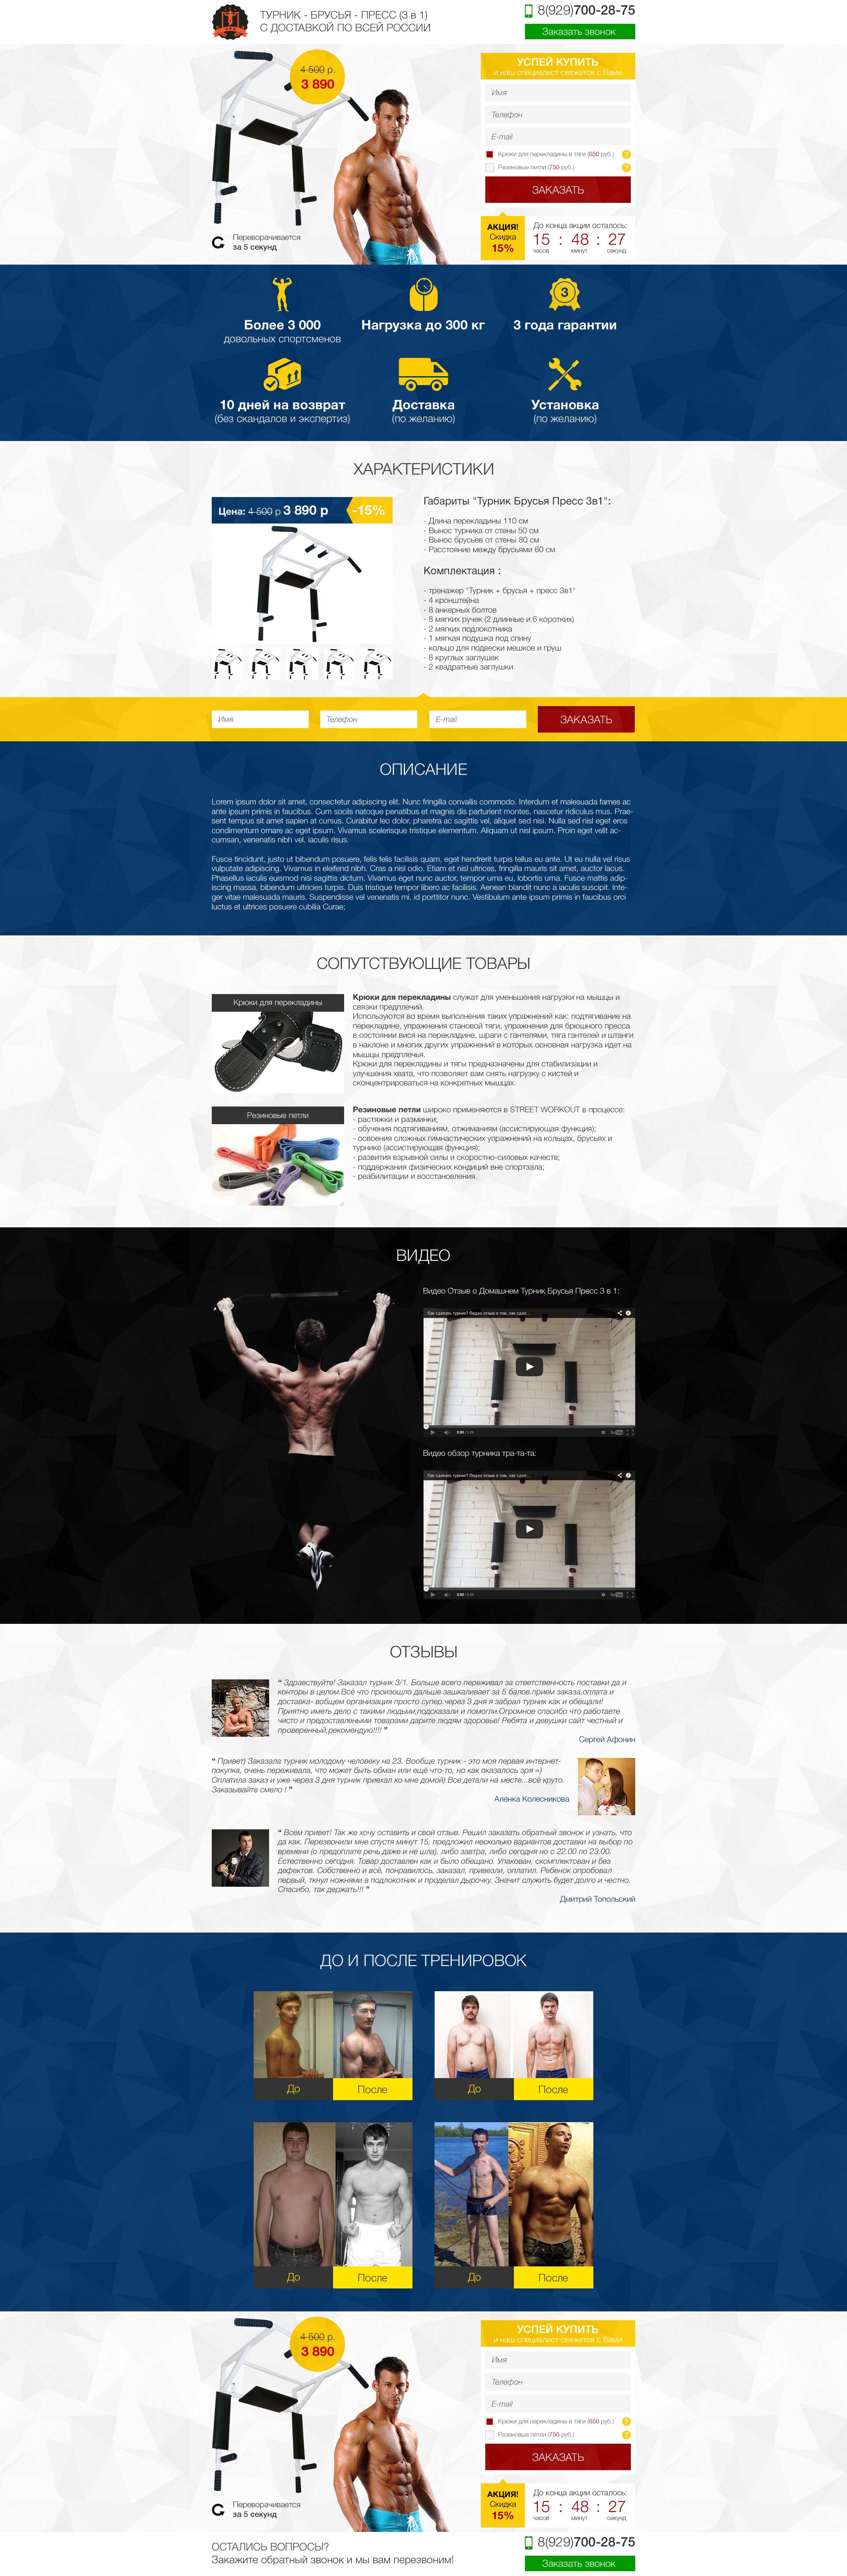 ТУРНИК - БРУСЬЯ - ПРЕСС (3 в 1)
С ДОСТАВКОЙ ПО ВСЕЙ РОССИИ
8(929)700-28-75
Заказать звонок
4 500 р.
3 890
Переворачивается
за 5 секунд
УСПЕЙ КУПИТЬ
и наш специалист свяжется с Вами
Имя
Телефон
E-mail
Крюки для перекладины и тяги (650 руб.) ?
Резиновые петли (750 руб.) ?
ЗАКАЗАТЬ
АКЦИЯ!
Скидка
15%
До конца акции осталось:
15 : 48 : 27
часов минут секунд
3
Более 3 000
довольных спортсменов
Нагрузка до 300 кг
3 года гарантии
10 дней на возврат
(без скандалов и экспертиз)
Доставка
(по желанию)
Установка
(по желанию)
ХАРАКТЕРИСТИКИ
Цена: 4 500 р 3 890 р -15%
Габариты "Турник Брусья Пресс 3в1":
- Длина перекладины 110 см
- Вынос турника от стены 50 см
- Вынос брусьев от стены 80 см
- Расстояние между брусьями 60 см
Комплектация :
- тренажер "Турник + брусья + пресс 3в1"
- 4 кронштейна
- 8 анкерных болтов
- 8 мягких ручек (2 длинные и 6 коротких)
- 2 мягких подлокотника
- 1 мягкая подушка под спину
- кольцо для подвески мешков и груш
- 8 круглых заглушек
- 2 квадратные заглушки
Имя
Телефон
E-mail
ЗАКАЗАТЬ
ОПИСАНИЕ
Lorem ipsum dolor sit amet, consectetur adipiscing elit. Nunc fringilla convallis commodo. Interdum et malesuada fames ac
ante ipsum primis in faucibus. Cum sociis natoque penatibus et magnis dis parturient montes, nascetur ridiculus mus. Prae-
sent tempus sit amet sapien at cursus. Curabitur leo dolor, pharetra ac sagittis vel, aliquet sed nisi. Nulla sed nisl eget eros
condimentum ornare ac eget ipsum. Vivamus scelerisque tristique elementum. Aliquam ut nisl ipsum. Proin eget velit ac-
cumsan, venenatis nibh vel, iaculis risus.
Fusce tincidunt, justo ut bibendum posuere, felis felis facilisis quam, eget hendrerit turpis tellus eu ante. Ut eu nulla vel risus
vulputate adipiscing. Vivamus in eleifend nibh. Cras a nisl odio. Etiam et nisl ultrices, fringilla mauris sit amet, auctor lacus.
Phasellus iaculis euismod nisi sagittis dictum. Vivamus eget nunc auctor, tempor urna eu, lobortis urna. Fusce mattis adip-
iscing massa, bibendum ultricies turpis. Duis tristique tempor libero ac facilisis. Aenean blandit nunc a iaculis suscipit. Inte-
ger vitae malesuada mauris. Suspendisse vel venenatis mi, id porttitor nunc. Vestibulum ante ipsum primis in faucibus orci
luctus et ultrices posuere cubilia Curae;
СОПУТСТВУЮЩИЕ ТОВАРЫ
Крюки для перекладины
Крюки для перекладины служат для уменьшения нагрузки на мышцы и
связки предплечий.
Используются во время выполнения таких упражнений как: подтягивание на
перекладине, упражнения становой тяги, упражнения для брюшного пресса
в состоянии вися на перекладине, шраги с гантелями, тяга гантелей и штанги
в наклоне и многих других упражнений в которых основная нагрузка идет на
мышцы предплечья.
Крюки для перекладины и тягы предназначены для стабилизации и
улучшения хвата, что позволяет вам снять нагрузку с кистей и
сконцентрироваться на конкретных мышцах.
Резиновые петли
Резиновые петли широко применяются в STREET WORKOUT в процессе:
- растяжки и разминки;
- обучения подтягиваниям, отжиманиям (ассистирующая функция);
- освоения сложных гимнастических упражнений на кольцах, брусьях и
турнике (ассистирующая функция);
- развития взрывной силы и скоростно-силовых качеств;
- поддержания физических кондиций вне спортзала;
- реабилитации и восстановления.
ВИДЕО
Видео Отзыв о Домашнем Турник Брусья Пресс 3 в 1:
Как сделать турник? Видео отзыв о том, как сдел...
Видео обзор турника тра-та-та:
Как сделать турник? Видео отзыв о том, как сдел...
ОТЗЫВЫ
“ Здравствуйте! Заказал турник 3/1. Больше всего переживал за ответственность поставки да и
конторы в целом.Всё что произошло дальше зашкаливает за 5 балов.прием заказа,оплата и
доставка- вобщем организация просто супер.через 3 дня я забрал турник как и обещали!
Приятно иметь дело с такими людьми,подсказали и помогли.Огромное спасибо что работаете
чисто и предоставлеными товарами дарите людям здоровье! Ребята и девушки сайт честный и
проверенный,рекомендую!!!! ”
Сергей Афонин
“ Привет) Заказала турник молодому человеку на 23. Вообще турник - это моя первая интернет-
покупка, очень переживала, что может быть обман или ещё что-то, но как оказалось зря =)
Оплатила заказ и уже через 3 дня турник приехал ко мне домой) Все детали на месте...всё круто.
Заказывайте смело ! ”
Аленка Колесникова
“ Всем привет! Так же хочу оставить и свой отзыв. Решил заказать обратный звонок и узнать, что
да как. Перезвонили мне спустя минут 15, предложил несколько вариантов доставки на выбор по
времени (о предоплате речь даже и не шла), либо завтра, либо сегодня но с 22.00 по 23.00.
Естественно сегодня. Товар доставлен как и было обещано. Упакован, скомплектован и без
дефектов. Собственно и всё, понравилось, заказал, привезли, оплатил. Ребенок опробовал
первый, ткнул ножнями в подлокотник и проделал дырочку. Значит служить будет долго и честно.
Спасибо, так держать!!! ”
Дмитрий Топольский
ДО И ПОСЛЕ ТРЕНИРОВОК
До После
До После
До После
До После
4 500 р.
3 890
Переворачивается
за 5 секунд
УСПЕЙ КУПИТЬ
и наш специалист свяжется с Вами
Имя
Телефон
E-mail
Крюки для перекладины и тяги (650 руб.) ?
Резиновые петли (750 руб.) ?
ЗАКАЗАТЬ
АКЦИЯ!
Скидка
15%
До конца акции осталось:
15 : 48 : 27
часов минут секунд
ОСТАЛИСЬ ВОПРОСЫ?
Закажите обратный звонок и мы вам перезвоним!
8(929)700-28-75
Заказать звонок